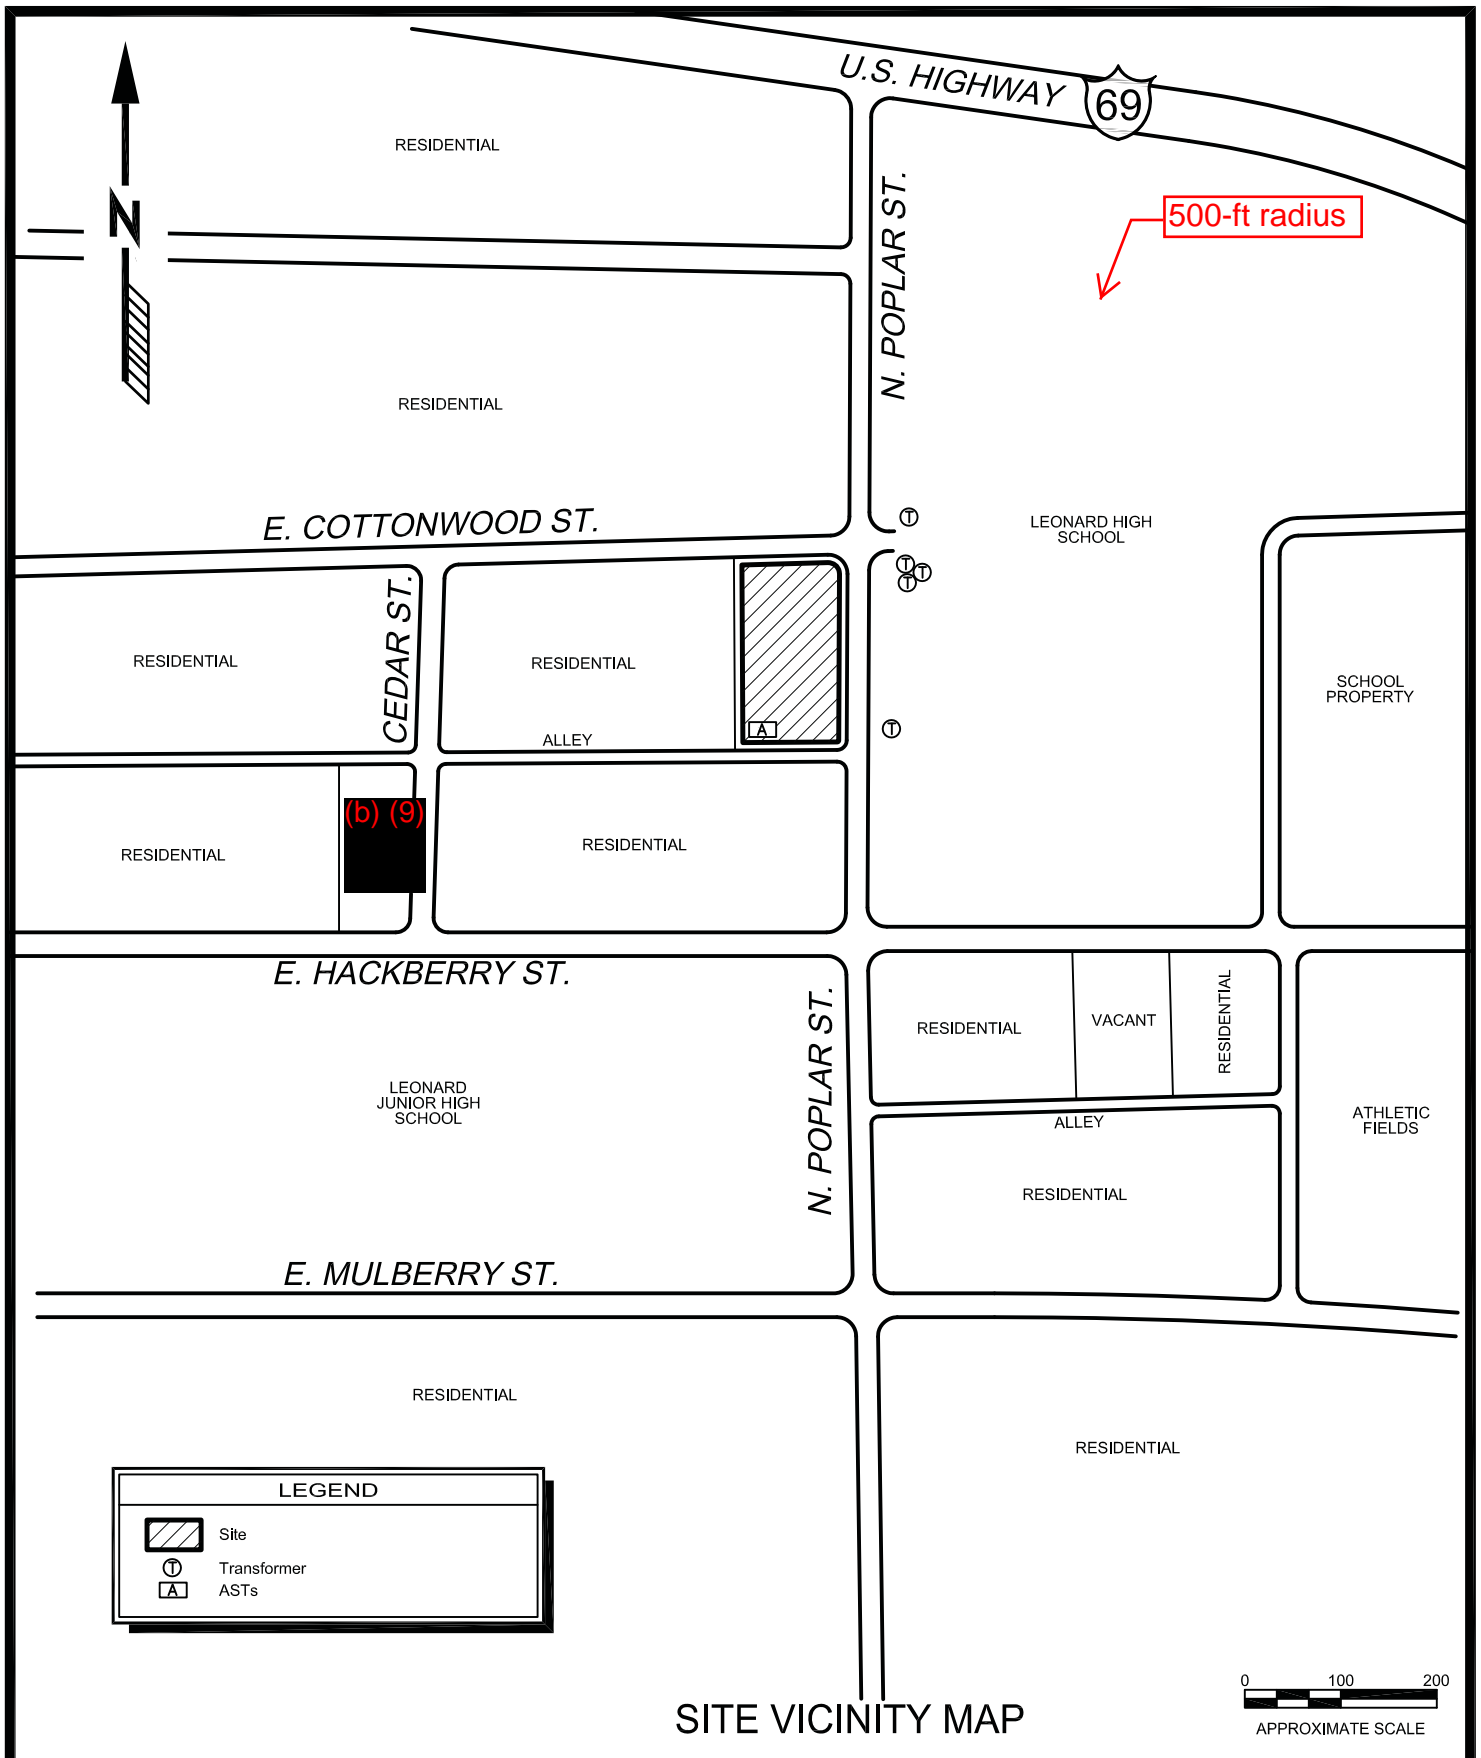 U.S. HIGHWAY 69
RESIDENTIAL
N
N. POPLAR ST.
500-ft radius
RESIDENTIAL
E. COTTONWOOD ST.
T
LEONARD HIGH
SCHOOL
T
T
T
CEDAR ST.
RESIDENTIAL
RESIDENTIAL
SCHOOL
PROPERTY
A
T
ALLEY
(b) (9)
RESIDENTIAL
RESIDENTIAL
E. HACKBERRY ST.
N. POPLAR ST.
RESIDENTIAL
VACANT
RESIDENTIAL
LEONARD
JUNIOR HIGH
SCHOOL
ALLEY
ATHLETIC
FIELDS
RESIDENTIAL
E. MULBERRY ST.
RESIDENTIAL
RESIDENTIAL
LEGEND
Site
T Transformer
A ASTs
SITE VICINITY MAP
0 100 200
APPROXIMATE SCALE